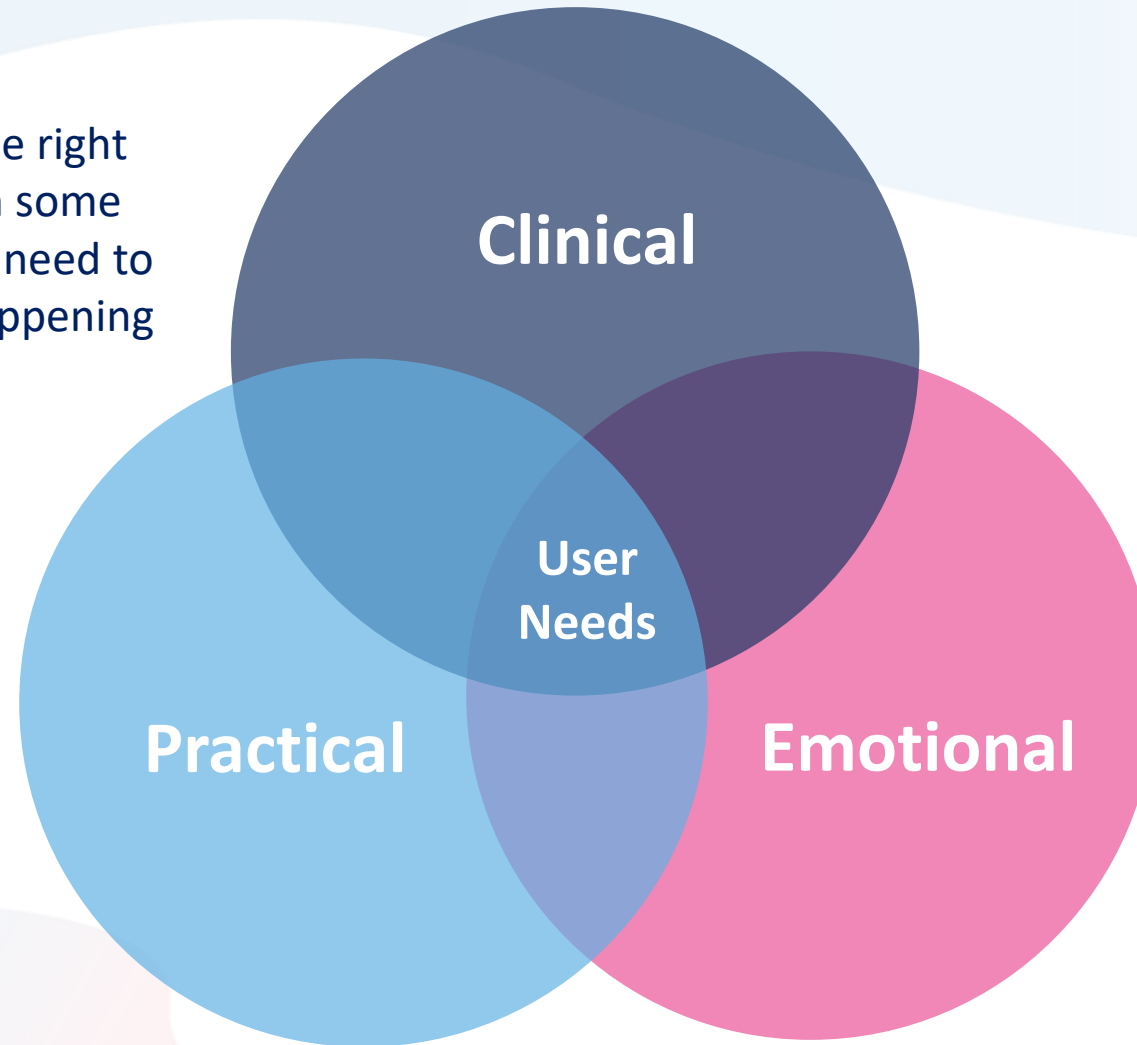 e right
some
need to
ppening
Clinical
User
Needs
Practical
Emotional